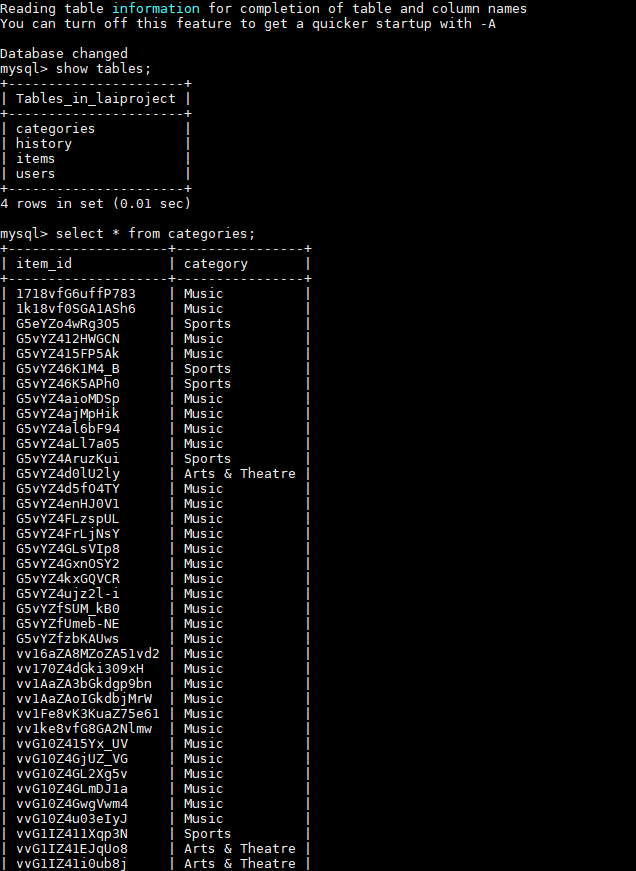 Reading table information for completion of table and column names
You can turn off this feature to get a quicker startup with -A

Database changed
mysql> show tables;
+----------------------+
| Tables_in_laiproject |
+----------------------+
| categories           |
| history              |
| items                |
| users                |
+----------------------+
4 rows in set (0.01 sec)

mysql> select * from categories;
+--------------------+----------------+
| item_id            | category       |
+--------------------+----------------+
| 1718vfG6uffP783    | Music          |
| 1k18vf0SGA1ASh6    | Music          |
| G5eYZo4wRg3O5      | Sports         |
| G5vYZ412HWGCN      | Music          |
| G5vYZ415FP5Ak      | Music          |
| G5vYZ46K1M4_B      | Sports         |
| G5vYZ46K5APh0      | Sports         |
| G5vYZ4aioMDSp      | Music          |
| G5vYZ4ajMpHik      | Music          |
| G5vYZ4al6bF94      | Music          |
| G5vYZ4aLl7a05      | Music          |
| G5vYZ4AruzKui      | Sports         |
| G5vYZ4d0lU2ly      | Arts & Theatre |
| G5vYZ4d5fO4TY      | Music          |
| G5vYZ4enHJ0V1      | Music          |
| G5vYZ4FLzspUL      | Music          |
| G5vYZ4FrLjNsY      | Music          |
| G5vYZ4GLsVIp8      | Music          |
| G5vYZ4GxnOSY2      | Music          |
| G5vYZ4kxGQVCR      | Music          |
| G5vYZ4ujz2l-i      | Music          |
| G5vYZfSUM_kB0      | Music          |
| G5vYZfUmeb-NE      | Music          |
| G5vYZfzbKAUws      | Music          |
| vv16aZA8MZoZA51vd2 | Music          |
| vv170Z4dGki309xH   | Music          |
| vv1AaZA3bGkdgp9bn  | Music          |
| vv1AaZAoIGkdbjMrW  | Music          |
| vv1Fe8vK3KuaZ75e61 | Music          |
| vv1ke8vfG8GA2Nlmw  | Music          |
| vvG10Z415Yx_UV     | Music          |
| vvG10Z4GjUZ_VG     | Music          |
| vvG10Z4GL2Xg5v     | Music          |
| vvG10Z4GLmDJ1a     | Music          |
| vvG10Z4GwgVwm4     | Music          |
| vvG10Z4u03eIyJ     | Music          |
| vvG1IZ411Xqp3N     | Sports         |
| vvG1IZ41EJqUo8     | Arts & Theatre |
| vvG1IZ41i0ub8j     | Arts & Theatre |